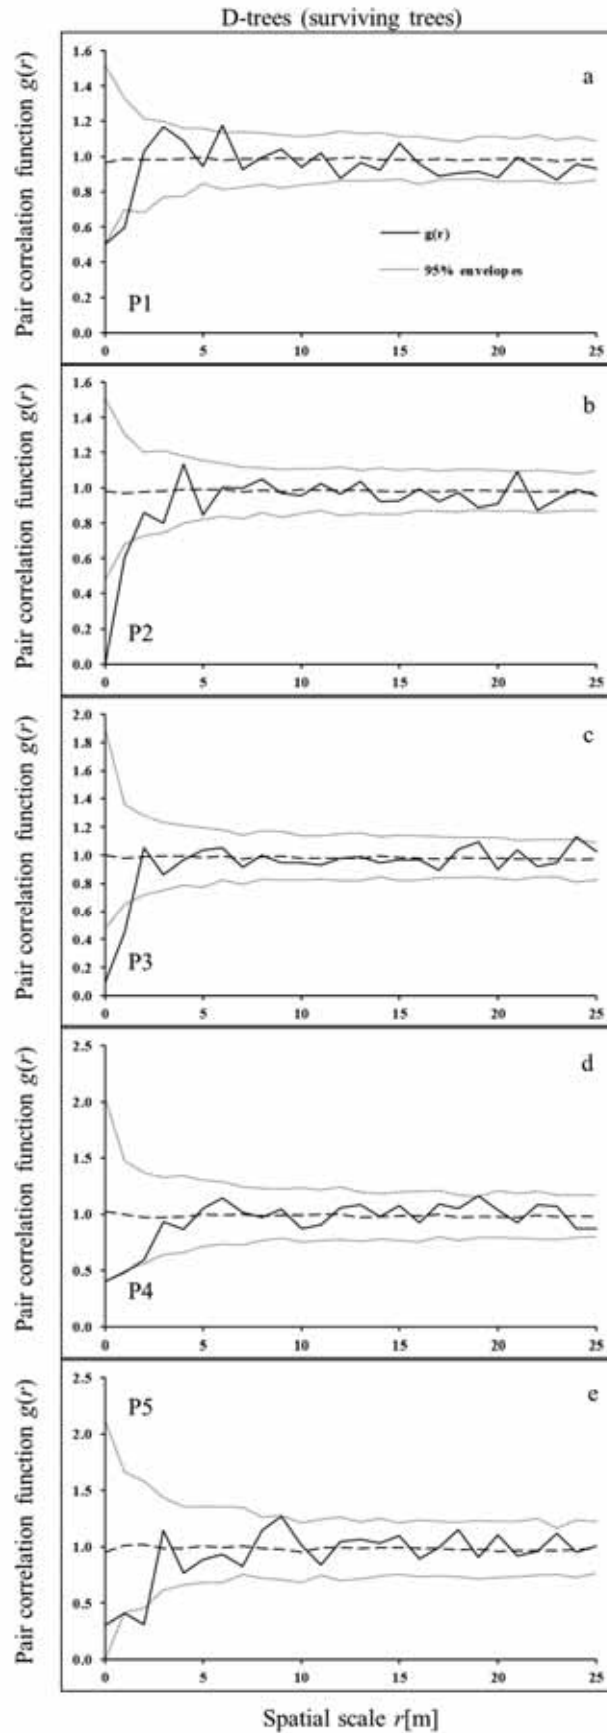 D-trees (surviving trees)
Pair correlation function g(r)
1.6
1.4
1.2
1.0
0.8
0.6
0.4
0.2
0.0
a
g(r)
95% envelopes
P1
0 5 10 15 20 25
Pair correlation function g(r)
1.6
1.4
1.2
1.0
0.8
0.6
0.4
0.2
0.0
b
P2
0 5 10 15 20 25
Pair correlation function g(r)
2.0
1.8
1.6
1.4
1.2
1.0
0.8
0.6
0.4
0.2
0.0
c
P3
0 5 10 15 20 25
Pair correlation function g(r)
2.5
2.0
1.5
1.0
0.5
0.0
d
P4
0 5 10 15 20 25
Pair correlation function g(r)
2.5
2.0
1.5
1.0
0.5
0.0
P5
e
0 5 10 15 20 25
Spatial scale r[m]